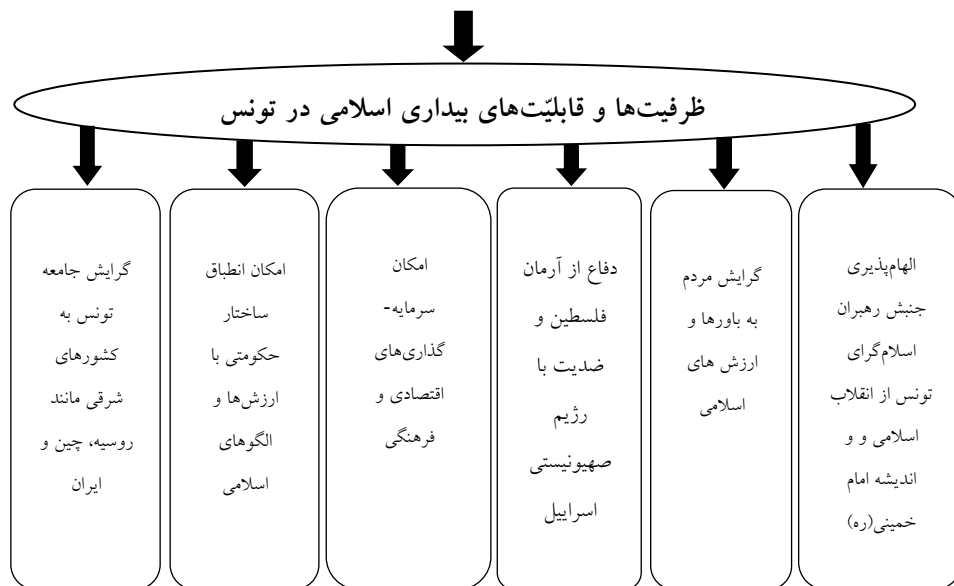 ظرفیت‌ها و قابلیّت‌های بیداری اسلامی در تونس
الهام‌پذیری
جنبش رهبران
اسلام‌گرای
تونس از انقلاب
اسلامی و و
اندیشه امام
خمینی(ره)
گرایش مردم
به باورها و
ارزش های
اسلامی
دفاع از آرمان
فلسطین و
ضدیت با
رژیم
صهیونیستی
اسراییل
امکان
سرمایه-
گذاری‌های
اقتصادی و
فرهنگی
امکان انطباق
ساختار
حکومتی با
ارزش‌ها و
الگوهای
اسلامی
گرایش جامعه
تونس به
کشورهای
شرقی مانند
روسیه، چین و
ایران